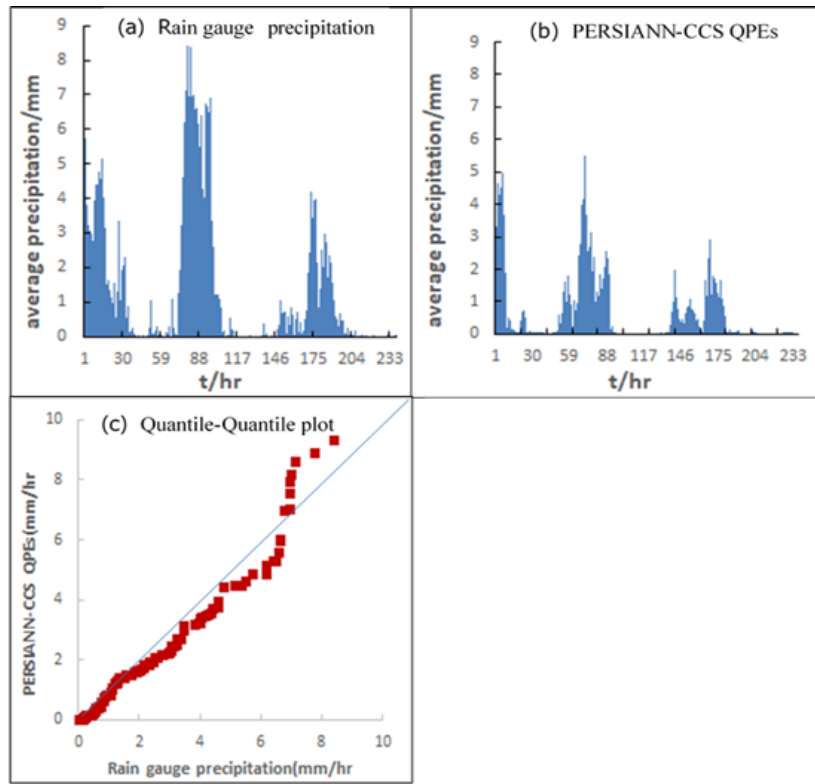 (a) Rain gauge precipitation
average precipitation/mm
9
8
7
6
5
4
3
2
1
0
1 30 59 88 117 146 175 204 233
t/hr
(b) PERSIANN-CCS QPEs
average precipitation/mm
9
8
7
6
5
4
3
2
1
0
1 30 59 88 117 146 175 204 233
t/hr
(c) Quantile-Quantile plot
PERSIANN-CCS QPEs(mm/hr
10
8
6
4
2
0
0 2 4 6 8 10
Rain gauge precipitation(mm/hr